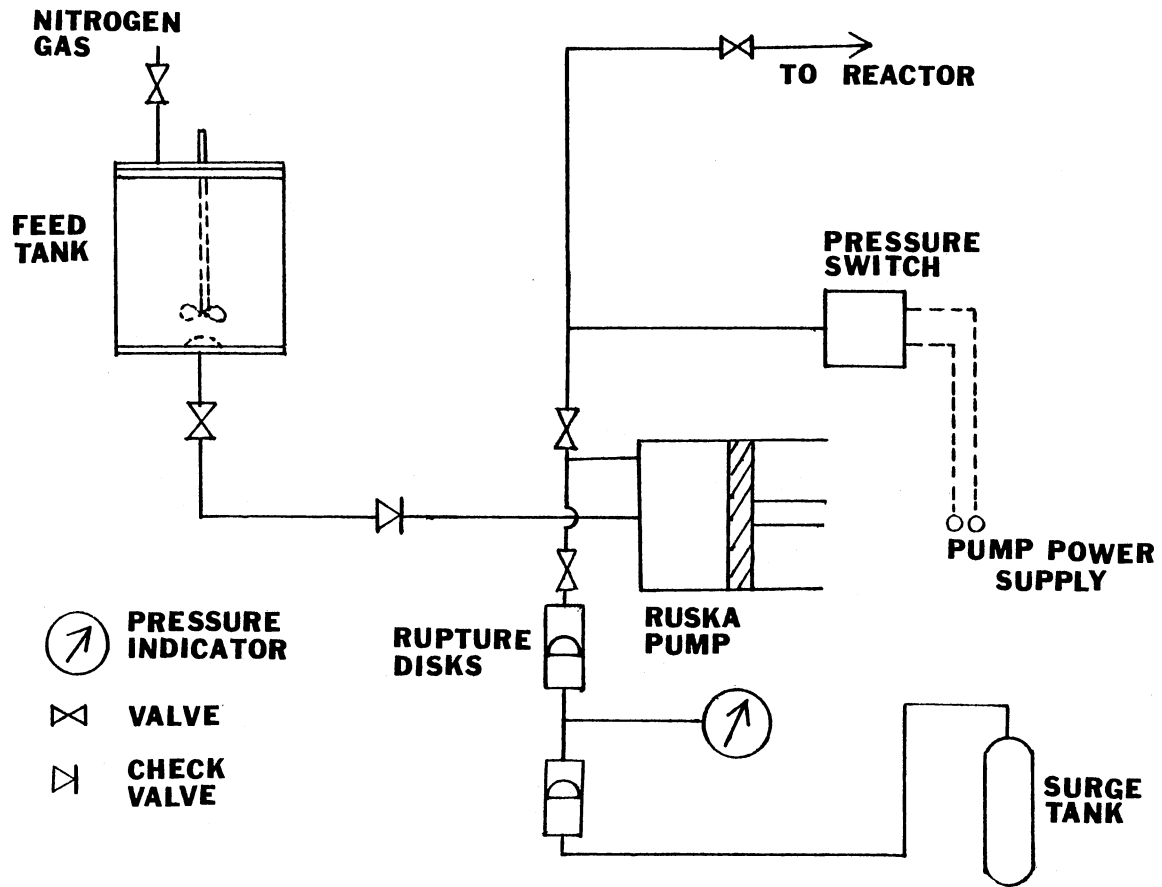 NITROGEN
GAS
TO REACTOR
FEED
TANK
PRESSURE
SWITCH
PUMP POWER
SUPPLY
RUSKA
PUMP
RUPTURE
DISKS
PRESSURE
INDICATOR
VALVE
CHECK
VALVE
SURGE
TANK